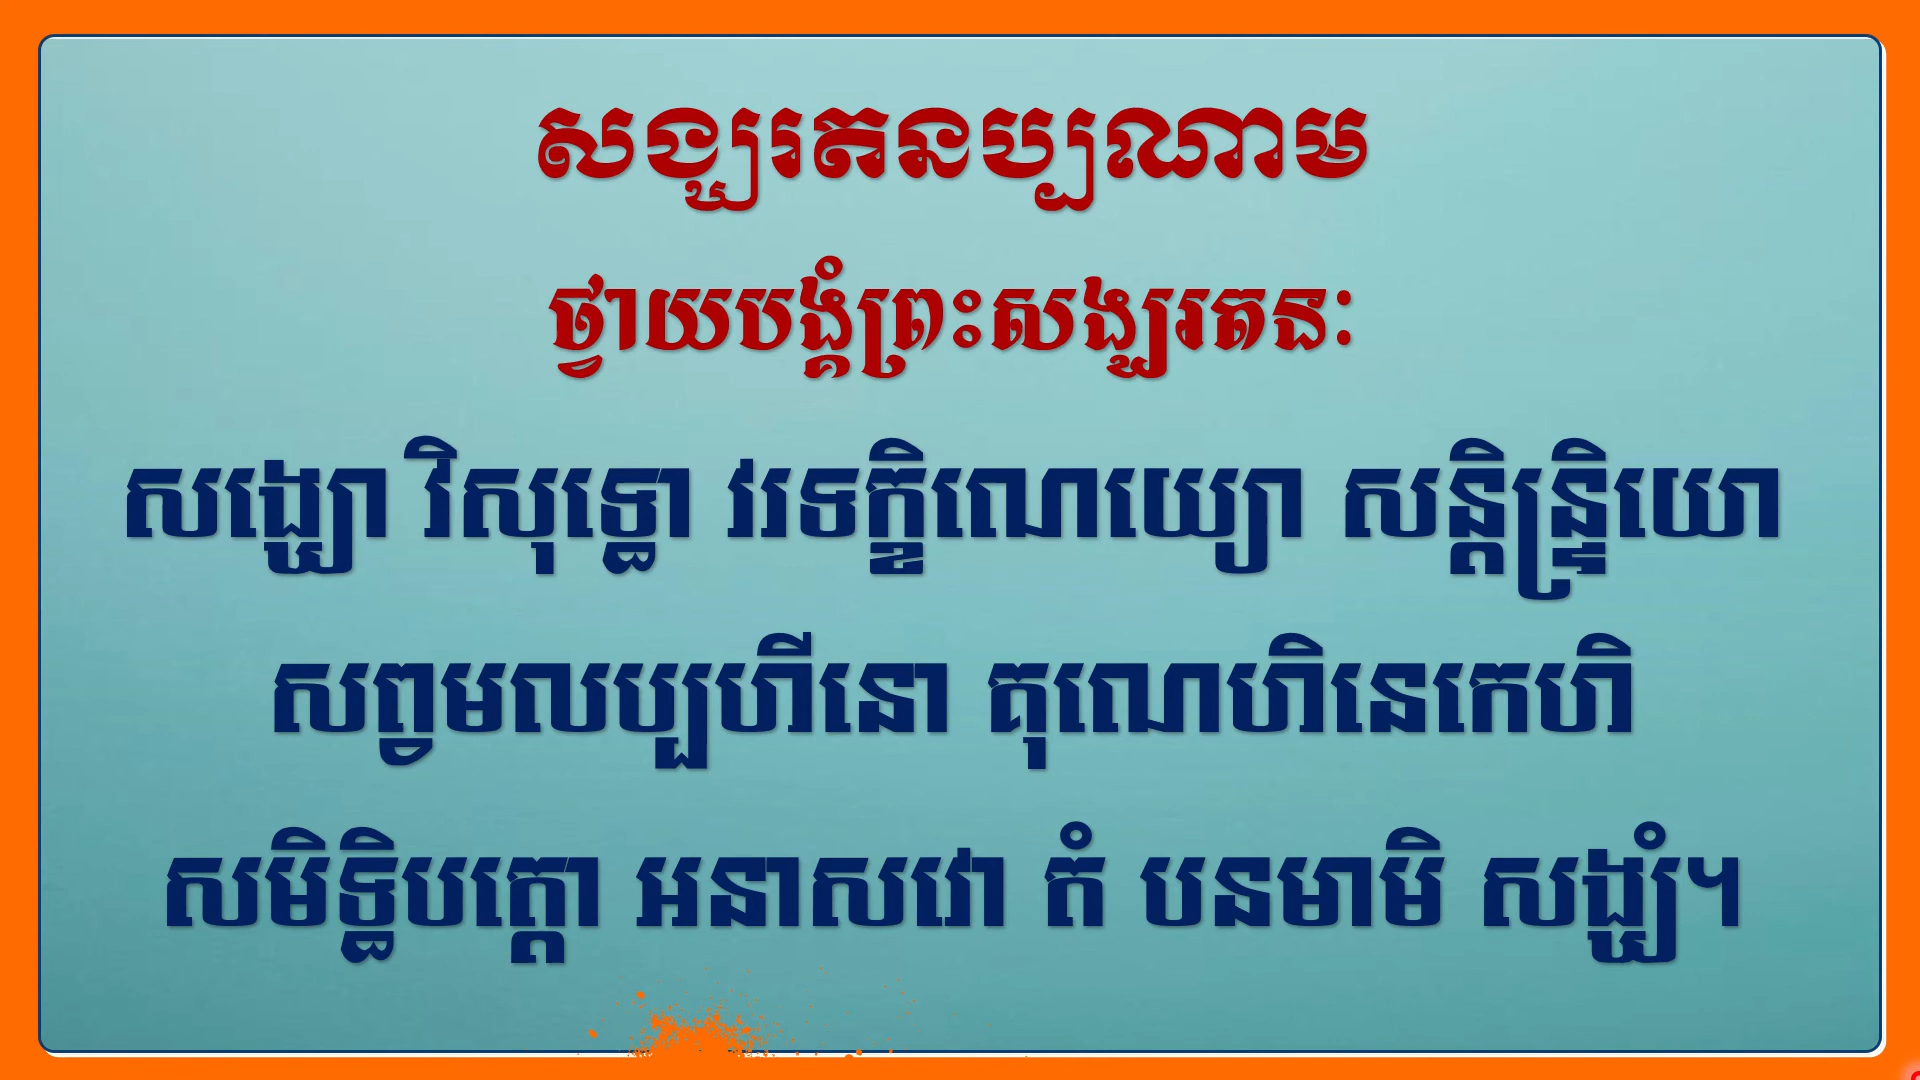 សង្ឃរតនប្បណាម
ថ្វាយបង្គំព្រះសង្ឃរតនៈ
សង្ឃោ វិសុទ្ធោ វរទក្ខិណេយ្យោ សន្តិន្ទ្រិយោ
សព្វមលប្បហីនោ គុណេហិនេកេហិ
សមិទ្ធិបត្តោ អនាសវោ តំ បនមាមិ សង្ឃំ។